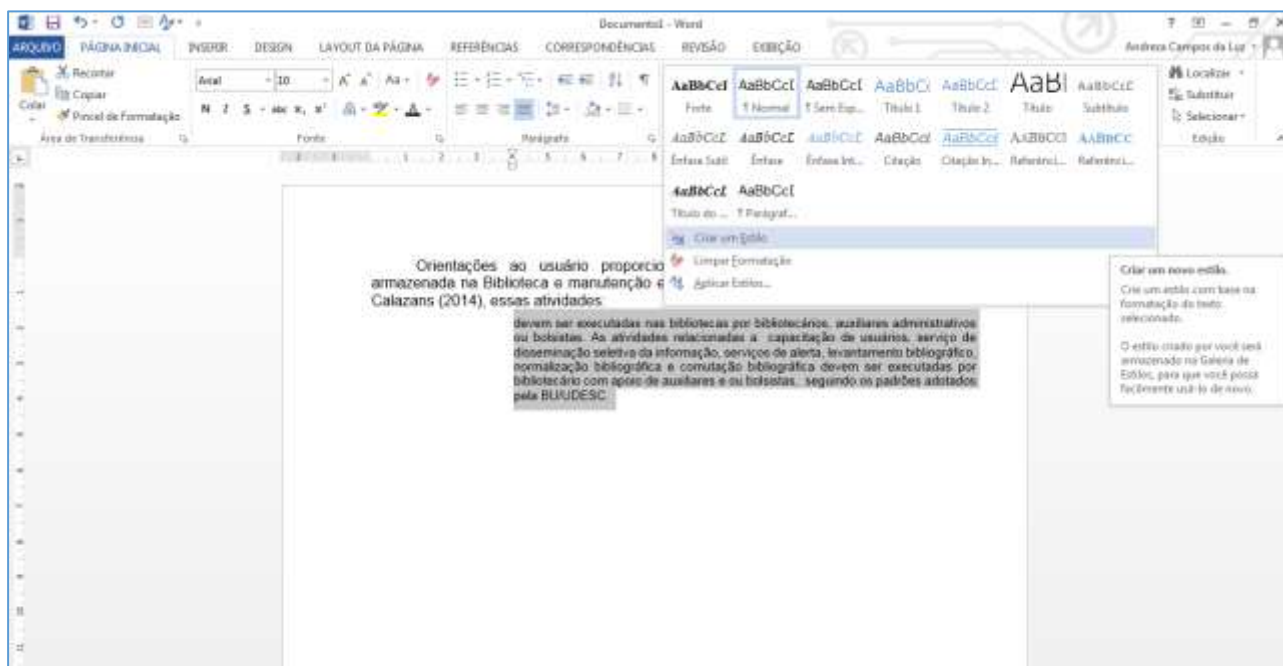 Documento1 - Word
ARQUIVO PÁGINA INICIAL INSERIR DESIGN LAYOUT DA PÁGINA REFERÊNCIAS CORRESPONDÊNCIAS REVISÃO EXIBIÇÃO Andreza Campos da Luz
Colar
Recortar
Copiar
Pincel de Formatação
Área de Transferência
Arial 10
N I S abc x, x²
Fonte
Parágrafo
AaBbCcI AaBbCcI AaBbCcI AaBbC AaBbCcI AaB AaBbCcE
Forte ¶ Normal ¶ Sem Esp... Título 1 Título 2 Título Subtítulo
AaBbCcI AaBbCcI AaBbCcI AaBbCcI AaBbCcI AABBCCI AABBCC
Ênfase Sutil Ênfase Ênfase Int... Citação Citação In... Referênci... Referênci...
AaBbCcI AaBbCcI
Título do ... ¶ Parágraf...
Criar um Estilo
Limpar Formatação
Aplicar Estilos...
Localizar
Substituir
Selecionar
Edição
Criar um novo estilo.
Crie um estilo com base na
formatação do texto
selecionado.
O estilo criado por você será
armazenado na Galeria de
Estilos, para que você possa
facilmente usá-lo de novo.
Orientações ao usuário proporcio
armazenada na Biblioteca e manutenção e
Calazans (2014), essas atividades:
devem ser executadas nas bibliotecas por bibliotecários, auxiliares administrativos
ou bolsistas. As atividades relacionadas a capacitação de usuários, serviço de
disseminação seletiva da informação, serviços de alerta, levantamento bibliográfico,
normalização bibliográfica e comutação bibliográfica devem ser executadas por
bibliotecário com apoio de auxiliares e ou bolsistas, seguindo os padrões adotados
pela BU/UDESC